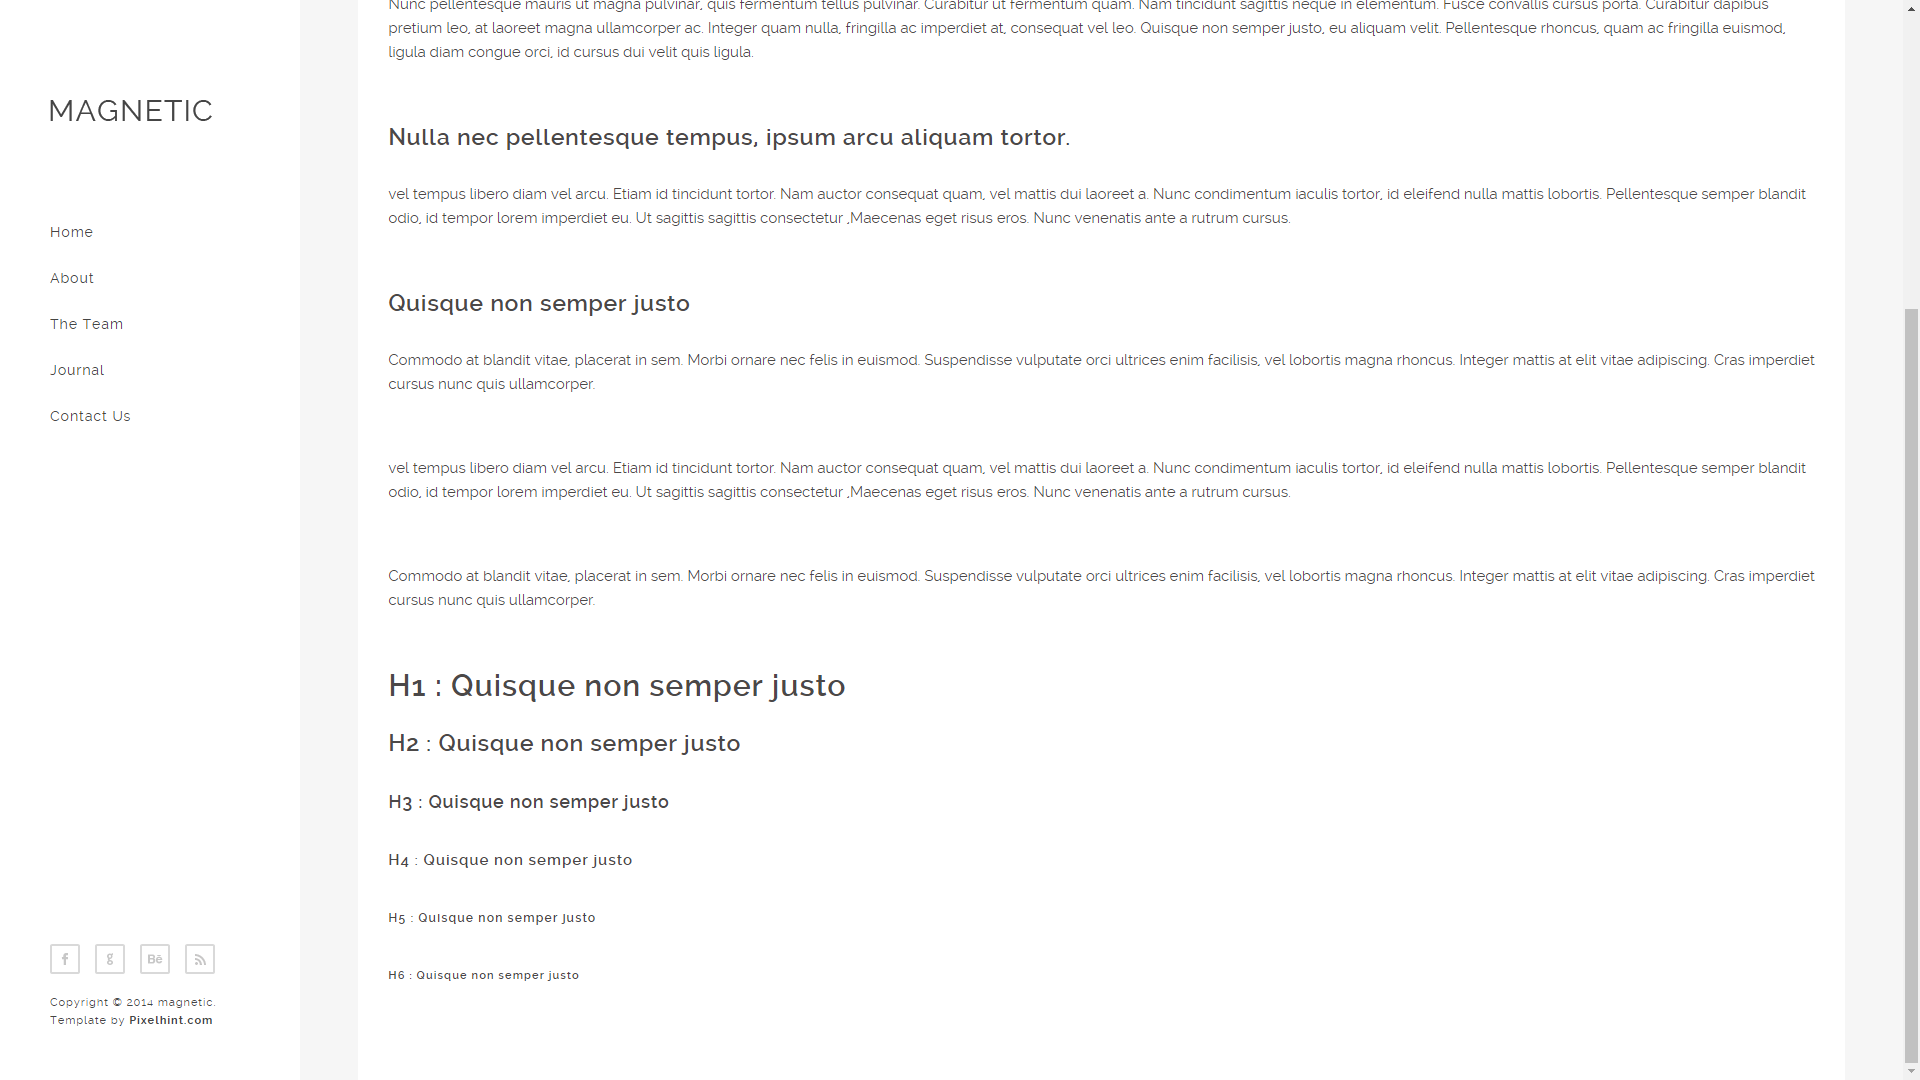 MAGNETIC
Home
About
The Team
Journal
Contact Us
Copyright © 2014 magnetic.
Template by Pixelhint.com
Nunc pellentesque mauris ut magna pulvinar, quis fermentum tellus pulvinar. Curabitur ut fermentum quam. Nam tincidunt sagittis neque in elementum. Fusce convallis cursus porta. Curabitur dapibus
pretium leo, at laoreet magna ullamcorper ac. Integer quam nulla, fringilla ac imperdiet at, consequat vel leo. Quisque non semper justo, eu aliquam velit. Pellentesque rhoncus, quam ac fringilla euismod,
ligula diam congue orci, id cursus dui velit quis ligula.
Nulla nec pellentesque tempus, ipsum arcu aliquam tortor.
vel tempus libero diam vel arcu. Etiam id tincidunt tortor. Nam auctor consequat quam, vel mattis dui laoreet a. Nunc condimentum iaculis tortor, id eleifend nulla mattis lobortis. Pellentesque semper blandit
odio, id tempor lorem imperdiet eu. Ut sagittis sagittis consectetur ,Maecenas eget risus eros. Nunc venenatis ante a rutrum cursus.
Quisque non semper justo
Commodo at blandit vitae, placerat in sem. Morbi ornare nec felis in euismod. Suspendisse vulputate orci ultrices enim facilisis, vel lobortis magna rhoncus. Integer mattis at elit vitae adipiscing. Cras imperdiet
cursus nunc quis ullamcorper.
vel tempus libero diam vel arcu. Etiam id tincidunt tortor. Nam auctor consequat quam, vel mattis dui laoreet a. Nunc condimentum iaculis tortor, id eleifend nulla mattis lobortis. Pellentesque semper blandit
odio, id tempor lorem imperdiet eu. Ut sagittis sagittis consectetur ,Maecenas eget risus eros. Nunc venenatis ante a rutrum cursus.
Commodo at blandit vitae, placerat in sem. Morbi ornare nec felis in euismod. Suspendisse vulputate orci ultrices enim facilisis, vel lobortis magna rhoncus. Integer mattis at elit vitae adipiscing. Cras imperdiet
cursus nunc quis ullamcorper.
H1 : Quisque non semper justo
H2 : Quisque non semper justo
H3 : Quisque non semper justo
H4 : Quisque non semper justo
H5 : Quisque non semper justo
H6 : Quisque non semper justo